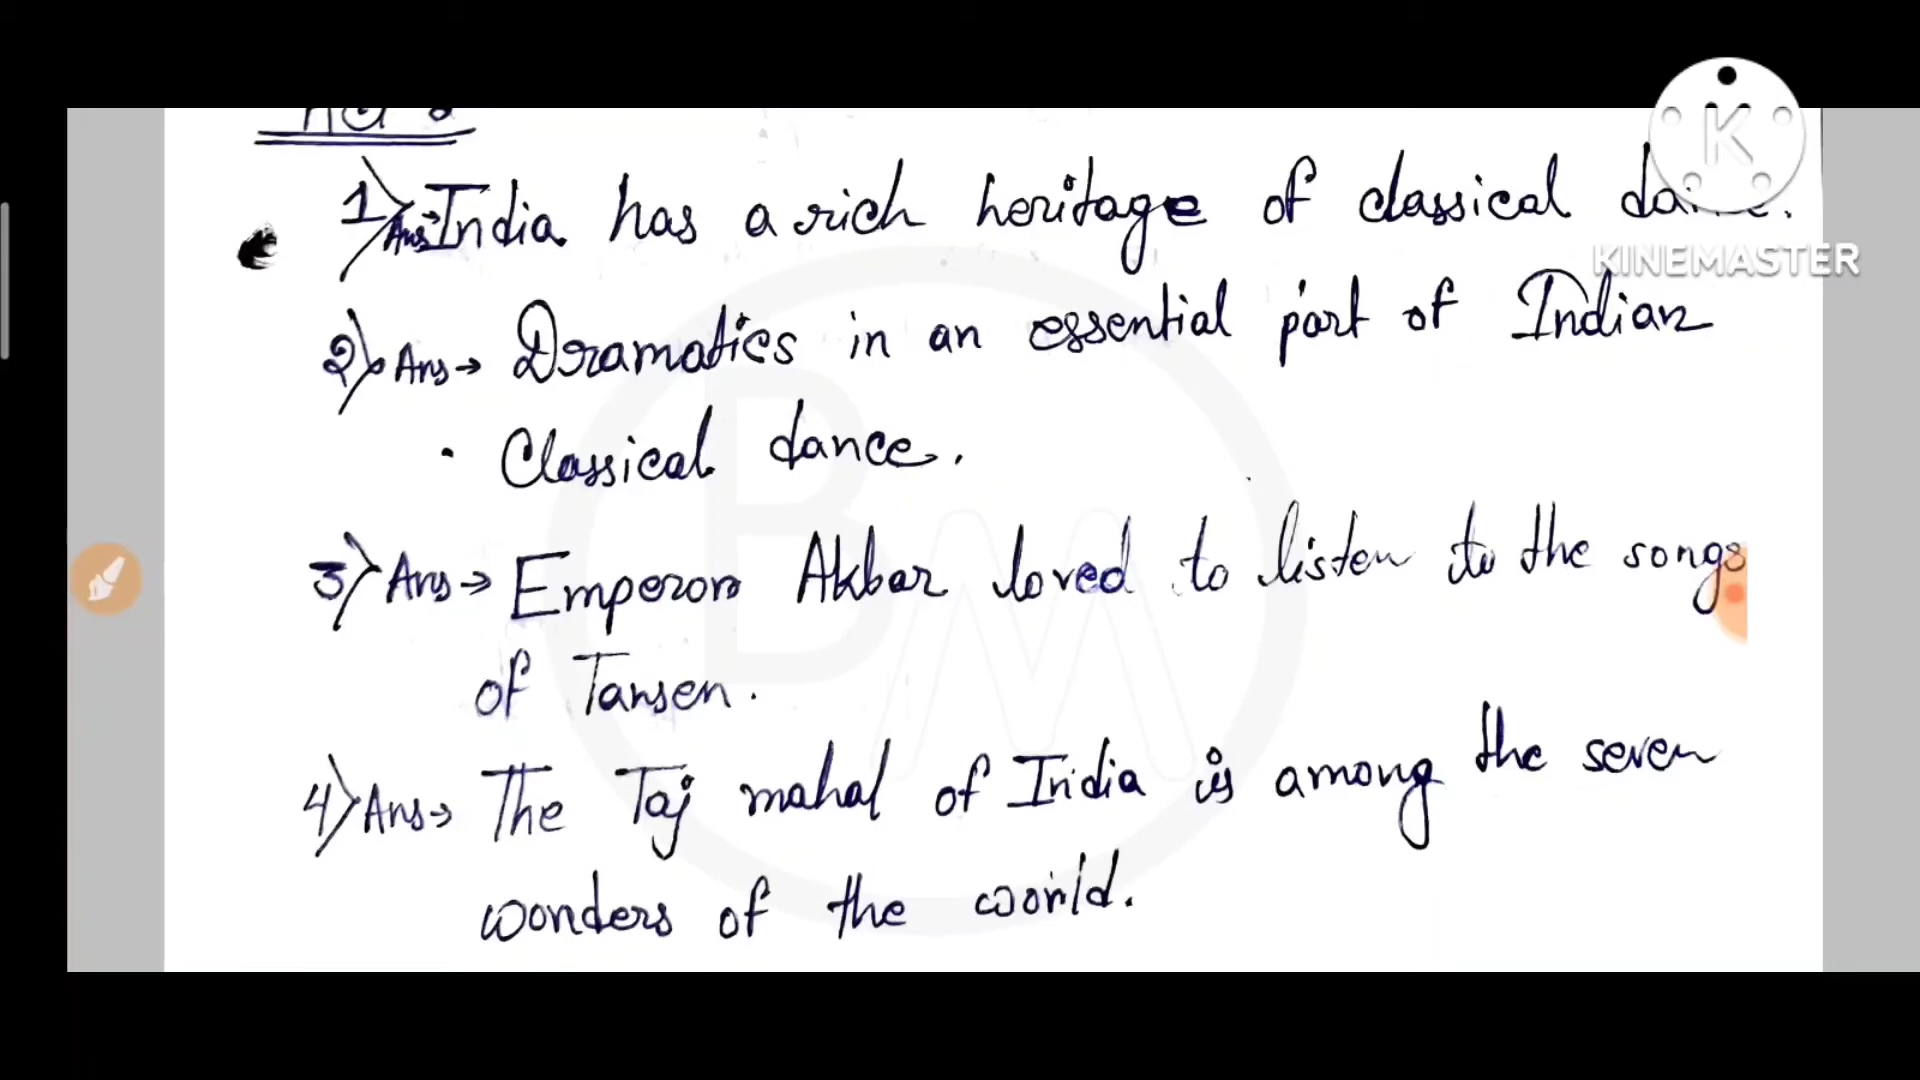 1) Ans→ India has a rich heritage of classical
KINEMASTER
2) Ans→ Dramatics in an essential part of Indian
Classical dance.
3) Ans→ Emperor Akbar loved to listen to the songs
of Tansen.
4) Ans→ The Taj mahal of India is among the seven
wonders of the world.